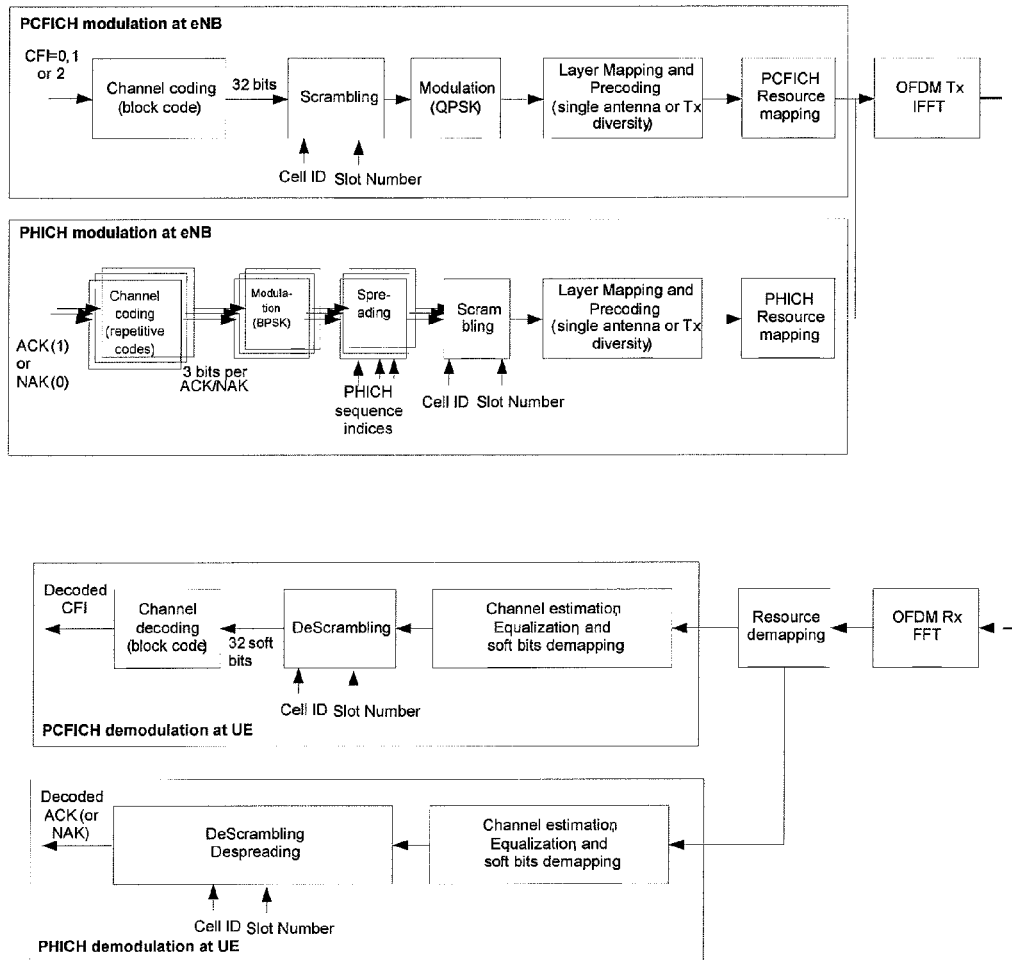 PCFICH modulation at eNB
CFI=0,1
or 2
Channel coding
(block code)
32 bits
Scrambling
Modulation
(QPSK)
Layer Mapping and
Precoding
(single antenna or Tx
diversity)
PCFICH
Resource
mapping
OFDM Tx
IFFT
Cell ID
Slot Number
PHICH modulation at eNB
ACK(1)
or
NAK(0)
Channel
coding
(repetitive
codes)
3 bits per
ACK/NAK
Modula-
tion
(BPSK)
Spre-
ading
PHICH
sequence
indices
Scram
bling
Cell ID
Slot Number
Layer Mapping and
Precoding
(single antenna or Tx
diversity)
PHICH
Resource
mapping
Decoded
CFI
Channel
decoding
(block code)
32 soft
bits
DeScrambling
Channel estimation,
Equalization and
soft bits demapping
Resource
demapping
OFDM Rx
FFT
Cell ID
Slot Number
PCFICH demodulation at UE
Decoded
ACK(or
NAK)
DeScrambling
Despreading
Channel estimation,
Equalization and
soft bits demapping
Cell ID
Slot Number
PHICH demodulation at UE